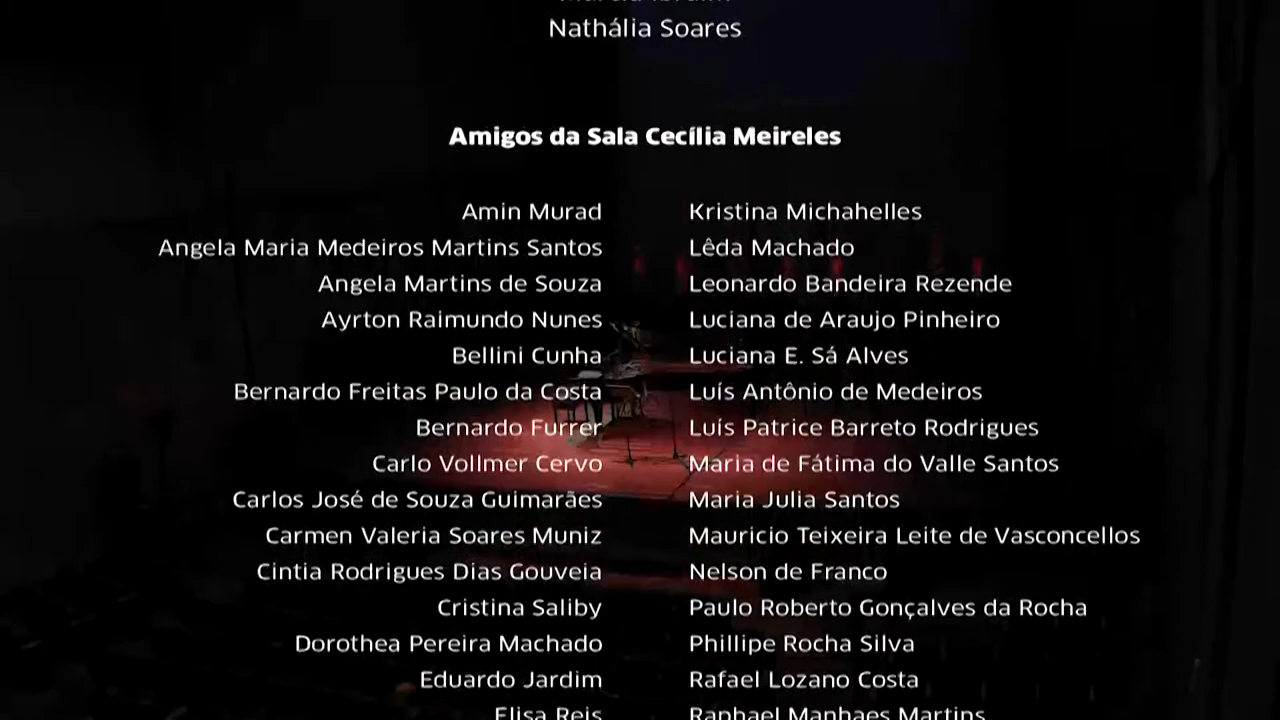 Nathália Soares
Amigos da Sala Cecília Meireles
Amin Murad
Angela Maria Medeiros Martins Santos
Angela Martins de Souza
Ayrton Raimundo Nunes
Bellini Cunha
Bernardo Freitas Paulo da Costa
Bernardo Furrer
Carlo Vollmer Cervo
Carlos José de Souza Guimarães
Carmen Valeria Soares Muniz
Cintia Rodrigues Dias Gouveia
Cristina Saliby
Dorothea Pereira Machado
Eduardo Jardim
Elisa Reis
Kristina Michahelles
Lêda Machado
Leonardo Bandeira Rezende
Luciana de Araujo Pinheiro
Luciana E. Sá Alves
Luís Antônio de Medeiros
Luís Patrice Barreto Rodrigues
Maria de Fátima do Valle Santos
Maria Julia Santos
Mauricio Teixeira Leite de Vasconcellos
Nelson de Franco
Paulo Roberto Gonçalves da Rocha
Phillipe Rocha Silva
Rafael Lozano Costa
Raphael Manhaes Martins